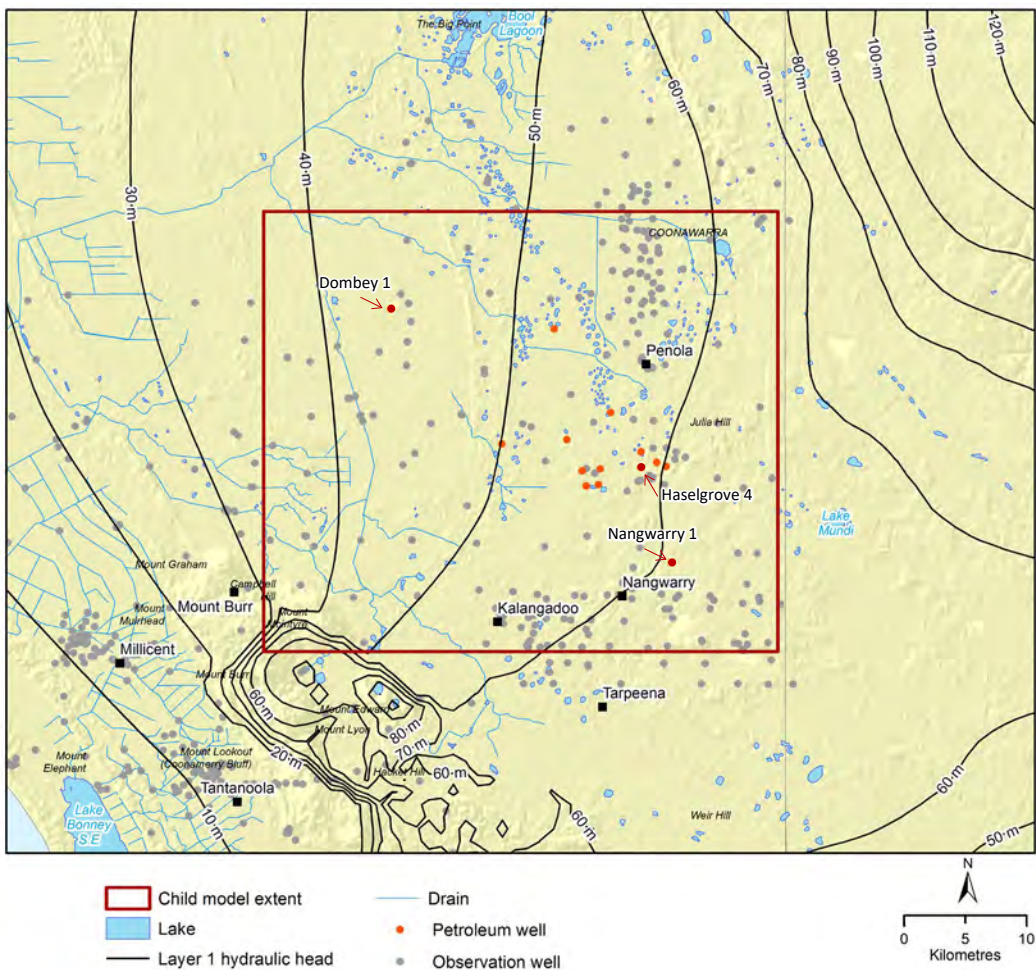 The Big Point
Bool
Lagoon
120·m
110·m
100·m
90·m
80·m
70·m
60·m
50·m
40·m
30·m
COONAWARRA
Dombey 1
Penola
Julia Hill
Haselgrove 4
Lake
Mundi
Nangwarry 1
Mount Graham
Campbell
Hill
Nangwarry
Mount Burr
Mount
Muirhead
Mount
McIntyre
Kalangadoo
Millicent
Mount Burr
60·m
Mount Edward
Tarpeena
Mount Lyon
80·m
70·m
20·m
Mount Lookout
(Coonamerry Bluff)
Mount
Elephant
Hacket Hill
60·m
60·m
Tantanoola
Lake
Bonney
S E
10·m
60·m
Weir Hill
50·m
Child model extent
Lake
Layer 1 hydraulic head
Drain
Petroleum well
Observation well
N
0 5 10
Kilometres